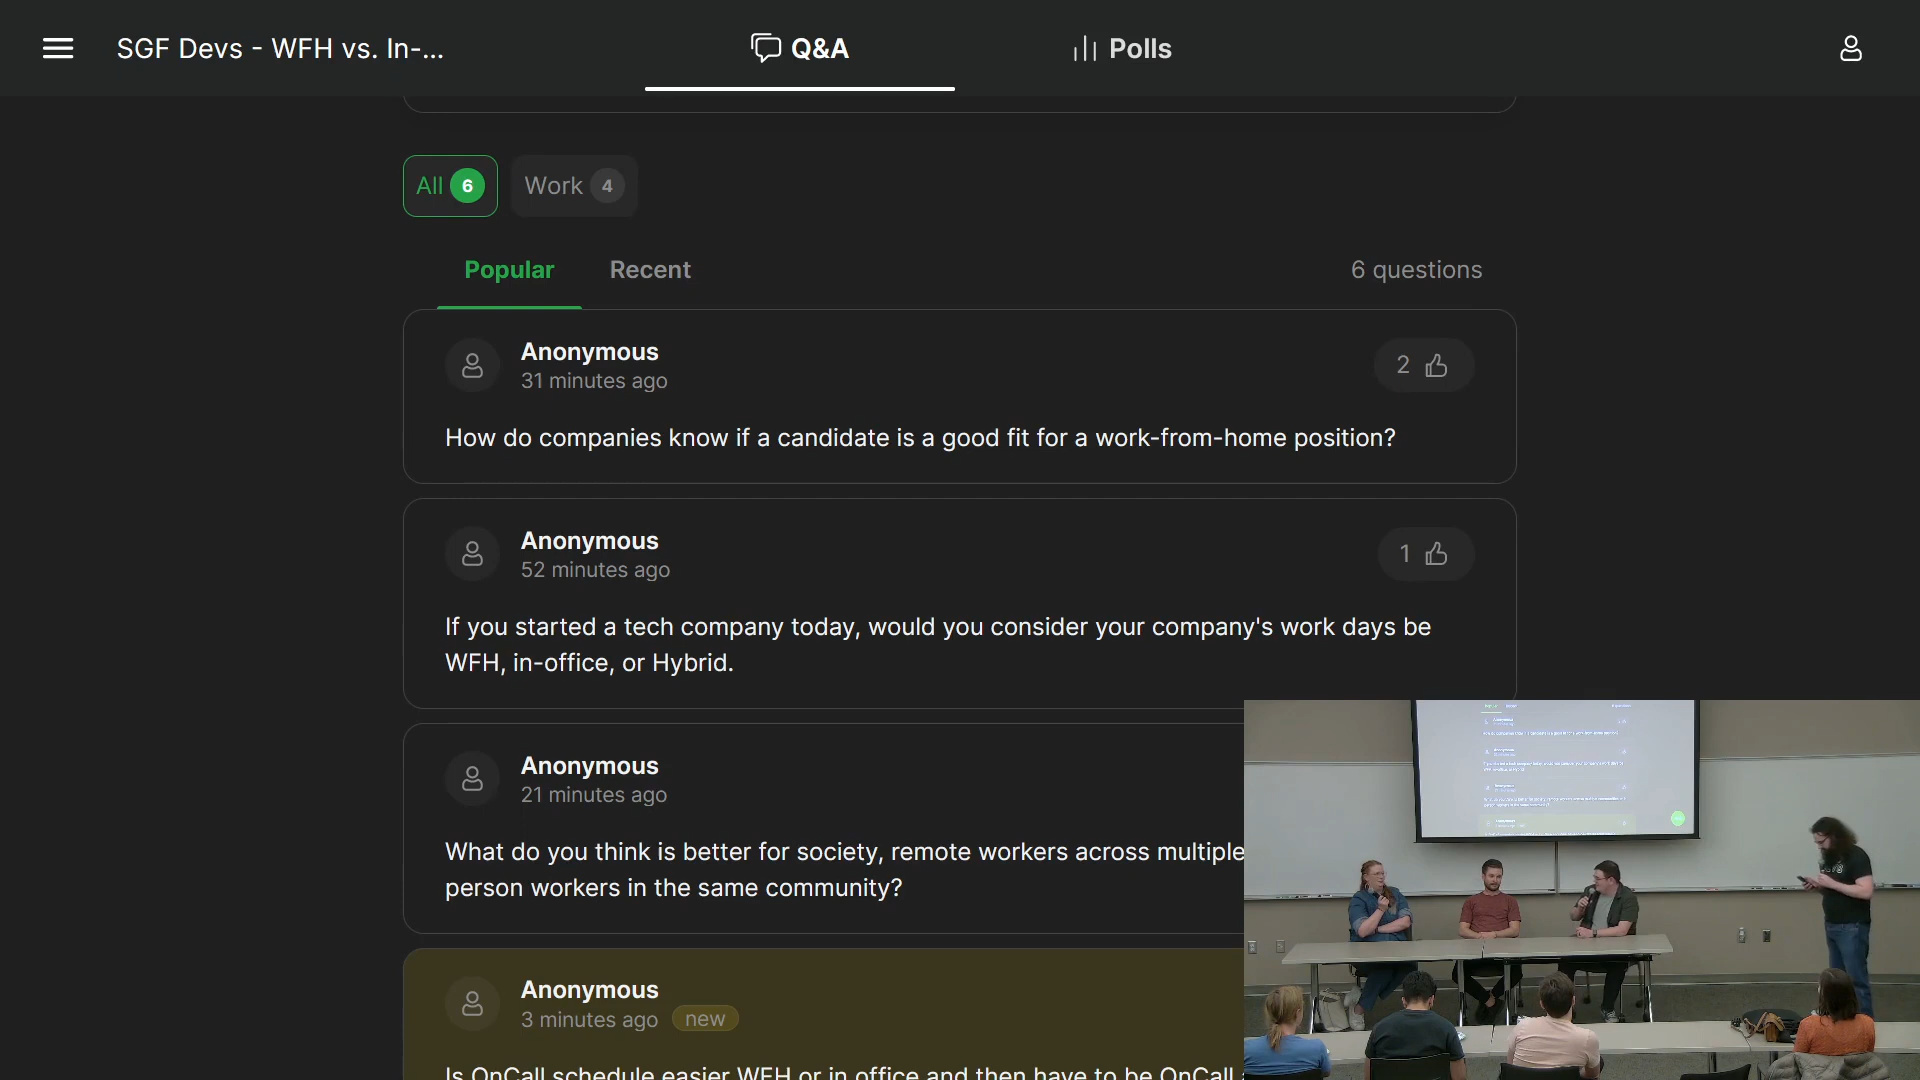 SGF Devs - WFH vs. In-...
Q&A
Polls
All 6
Work 4
Popular
Recent
6 questions
Anonymous
31 minutes ago
2
How do companies know if a candidate is a good fit for a work-from-home position?
Anonymous
52 minutes ago
1
If you started a tech company today, would you consider your company's work days be
WFH, in-office, or Hybrid.
Anonymous
21 minutes ago
What do you think is better for society, remote workers across multiple
person workers in the same community?
Anonymous
3 minutes ago new
Is OnCall schedule easier WFH or in office and then have to be OnCall